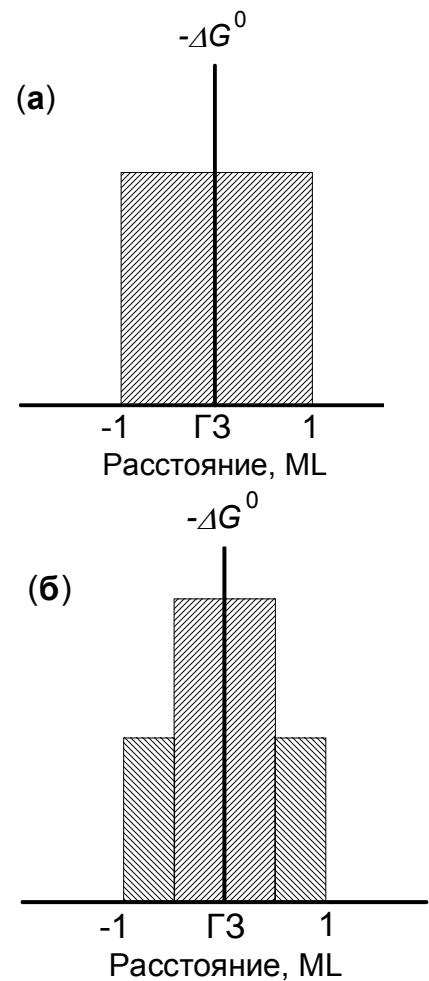 -ΔG⁰
(а)
-1 ГЗ 1
Расстояние, ML
-ΔG⁰
(б)
-1 ГЗ 1
Расстояние, ML